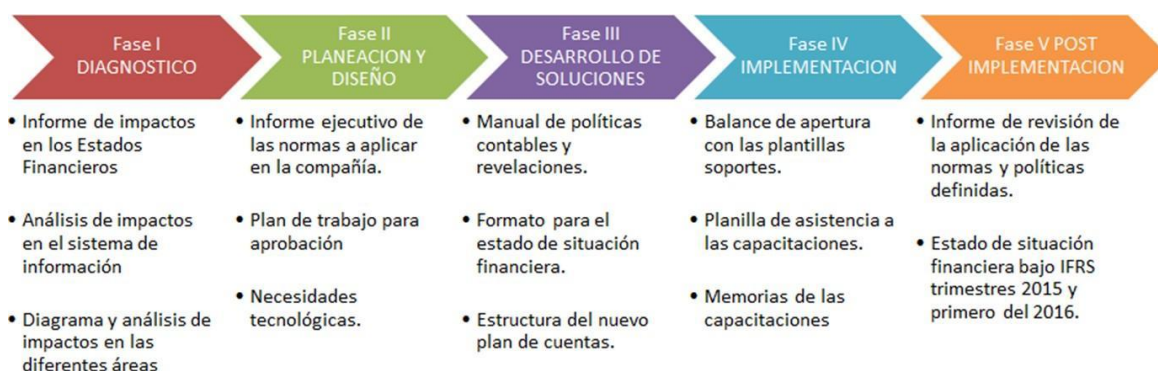 Fase I
DIAGNOSTICO
Fase II
PLANEACION Y
DISEÑO
Fase III
DESARROLLO DE
SOLUCIONES
Fase IV
IMPLEMENTACION
Fase V POST
IMPLEMENTACION
• Informe de impactos
en los Estados
Financieros
• Análisis de impactos
en el sistema de
información
• Diagrama y análisis de
impactos en las
diferentes áreas
• Informe ejecutivo de
las normas a aplicar
en la compañía.
• Plan de trabajo para
aprobación
• Necesidades
tecnológicas.
• Manual de políticas
contables y
revelaciones.
• Formato para el
estado de situación
financiera.
• Estructura del nuevo
plan de cuentas.
• Balance de apertura
con las plantillas
soportes.
• Planilla de asistencia a
las capacitaciones.
• Memorias de las
capacitaciones
• Informe de revisión de
la aplicación de las
normas y políticas
definidas.
• Estado de situación
financiera bajo IFRS
trimestres 2015 y
primero del 2016.